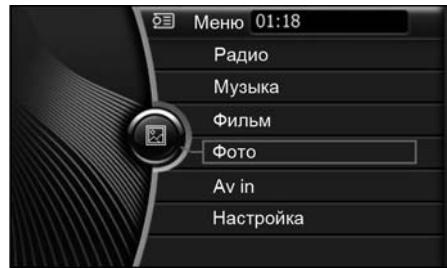 Меню 01:18
Радио
Музыка
Фильм
Фото
Av in
Настройка